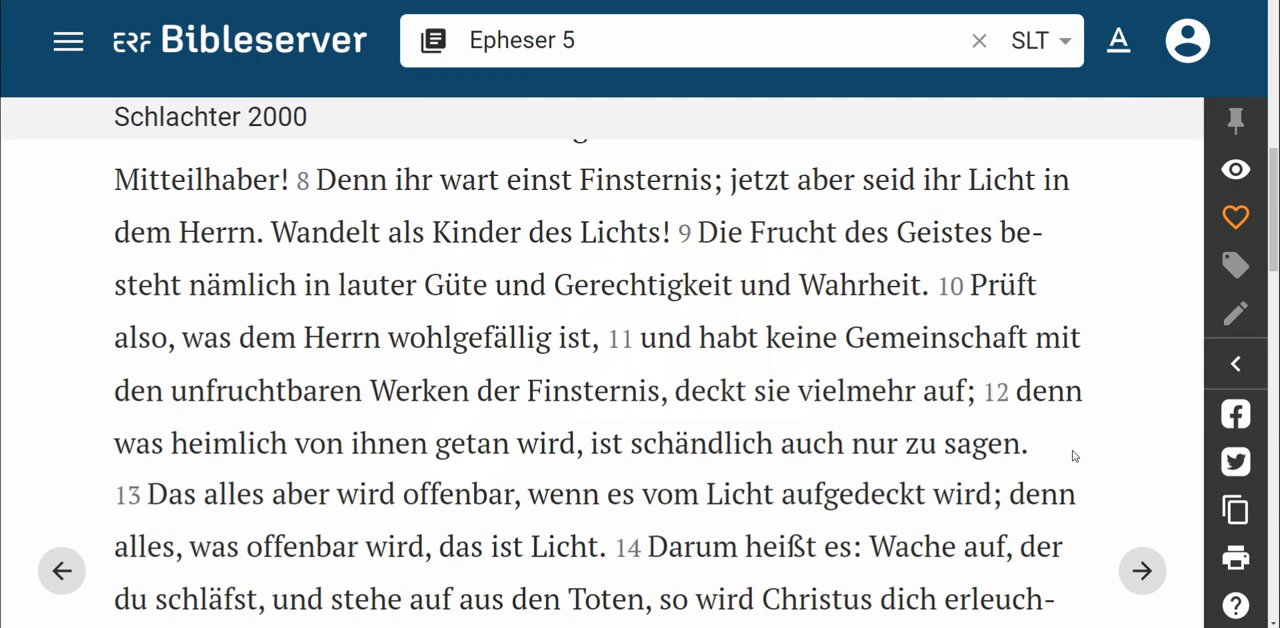 ERF Bibleserver
Epheser 5
SLT
A
Schlachter 2000
Mitteilhaber! 8 Denn ihr wart einst Finsternis; jetzt aber seid ihr Licht in
dem Herrn. Wandelt als Kinder des Lichts! 9 Die Frucht des Geistes be-
steht nämlich in lauter Güte und Gerechtigkeit und Wahrheit. 10 Prüft
also, was dem Herrn wohlgefällig ist, 11 und habt keine Gemeinschaft mit
den unfruchtbaren Werken der Finsternis, deckt sie vielmehr auf; 12 denn
was heimlich von ihnen getan wird, ist schändlich auch nur zu sagen.
13 Das alles aber wird offenbar, wenn es vom Licht aufgedeckt wird; denn
alles, was offenbar wird, das ist Licht. 14 Darum heißt es: Wache auf, der
du schläfst, und stehe auf aus den Toten, so wird Christus dich erleuch-